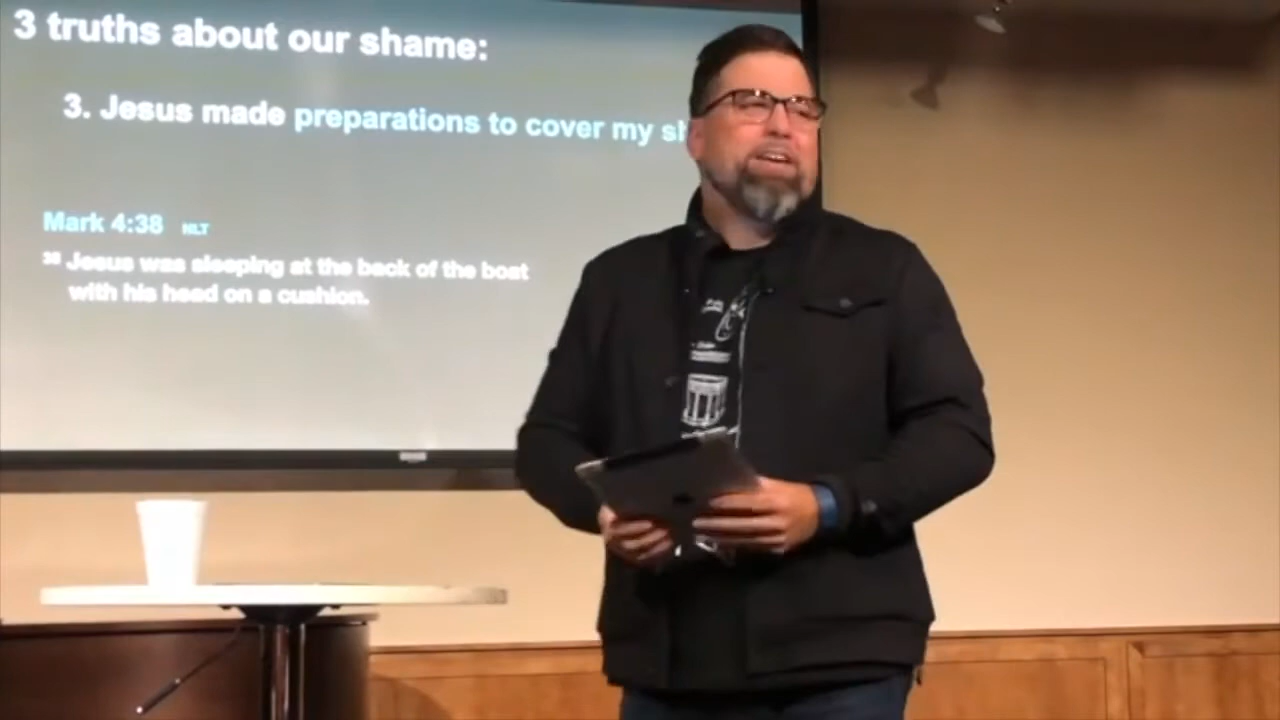 3 truths about our shame:
3. Jesus made preparations to cover my sh
Mark 4:38 NLT
38 Jesus was sleeping at the back of the boat
with his head on a cushion.